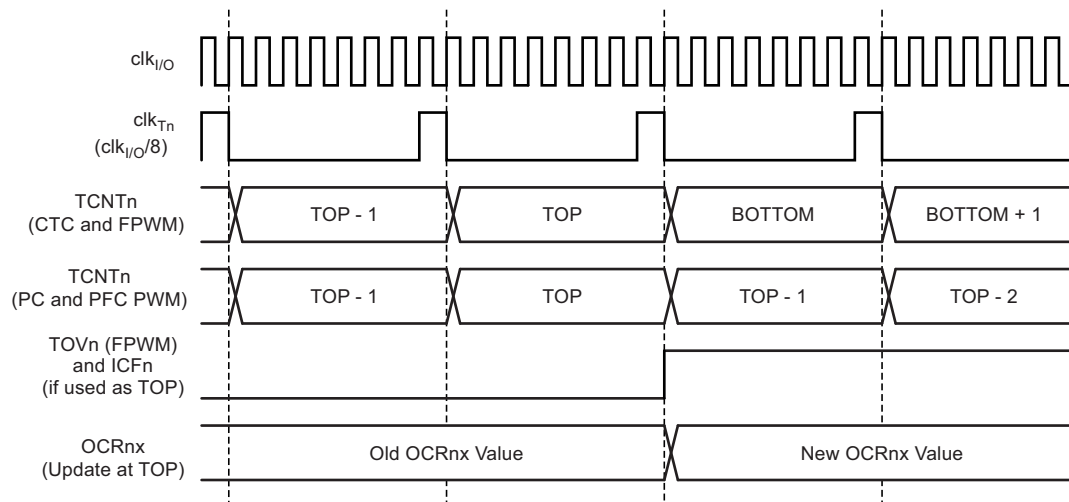 clkI/O
clkTn
(clkI/O/8)
TCNTn
(CTC and FPWM)
TOP - 1
TOP
BOTTOM
BOTTOM + 1
TCNTn
(PC and PFC PWM)
TOP - 1
TOP
TOP - 1
TOP - 2
TOVn (FPWM)
and ICFn
(if used as TOP)
OCRnx
(Update at TOP)
Old OCRnx Value
New OCRnx Value